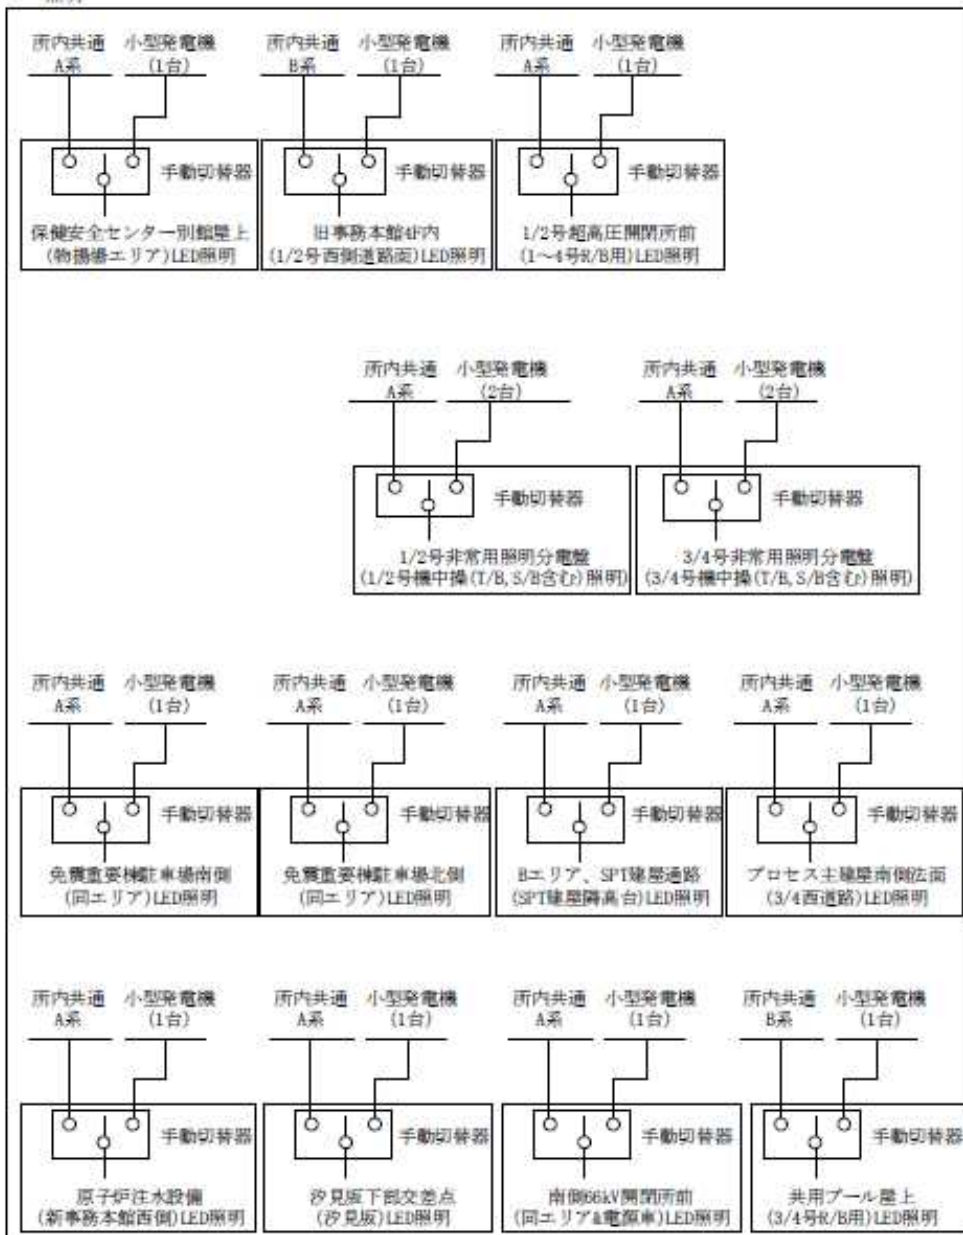 所内共通 小型発電機 所内共通 小型発電機 所内共通 小型発電機
A系 (1台) B系 (1台) A系 (1台)
手動切替器 手動切替器 手動切替器
保健安全センター別館屋上 旧事務本館4F内 1/2号超高圧開閉所前
(物揚場エリア)LED照明 (1/2号西側道路面)LED照明 (1～4号R/B用)LED照明
所内共通 小型発電機 所内共通 小型発電機
A系 (2台) A系 (2台)
手動切替器 手動切替器
1/2号非常用照明分電盤 3/4号非常用照明分電盤
(1/2号機中操(T/B,S/B含む)照明) (3/4号機中操(T/B,S/B含む)照明)
所内共通 小型発電機 所内共通 小型発電機 所内共通 小型発電機 所内共通 小型発電機
A系 (1台) A系 (1台) A系 (1台) A系 (1台)
手動切替器 手動切替器 手動切替器 手動切替器
免震重要棟駐車場南側 免震重要棟駐車場北側 Bエリア、SPT建屋通路 プロセス主建屋南側法面
(同エリア)LED照明 (同エリア)LED照明 (SPT建屋隣高台)LED照明 (3/4西道路)LED照明
所内共通 小型発電機 所内共通 小型発電機 所内共通 小型発電機 所内共通 小型発電機
A系 (1台) A系 (1台) A系 (1台) B系 (1台)
手動切替器 手動切替器 手動切替器 手動切替器
原子炉注水設備 汐見坂下部交差点 南側66kV開閉所前 共用プール屋上
(新事務本館西側)LED照明 (汐見坂)LED照明 (同エリア&電源車)LED照明 (3/4号R/B用)LED照明